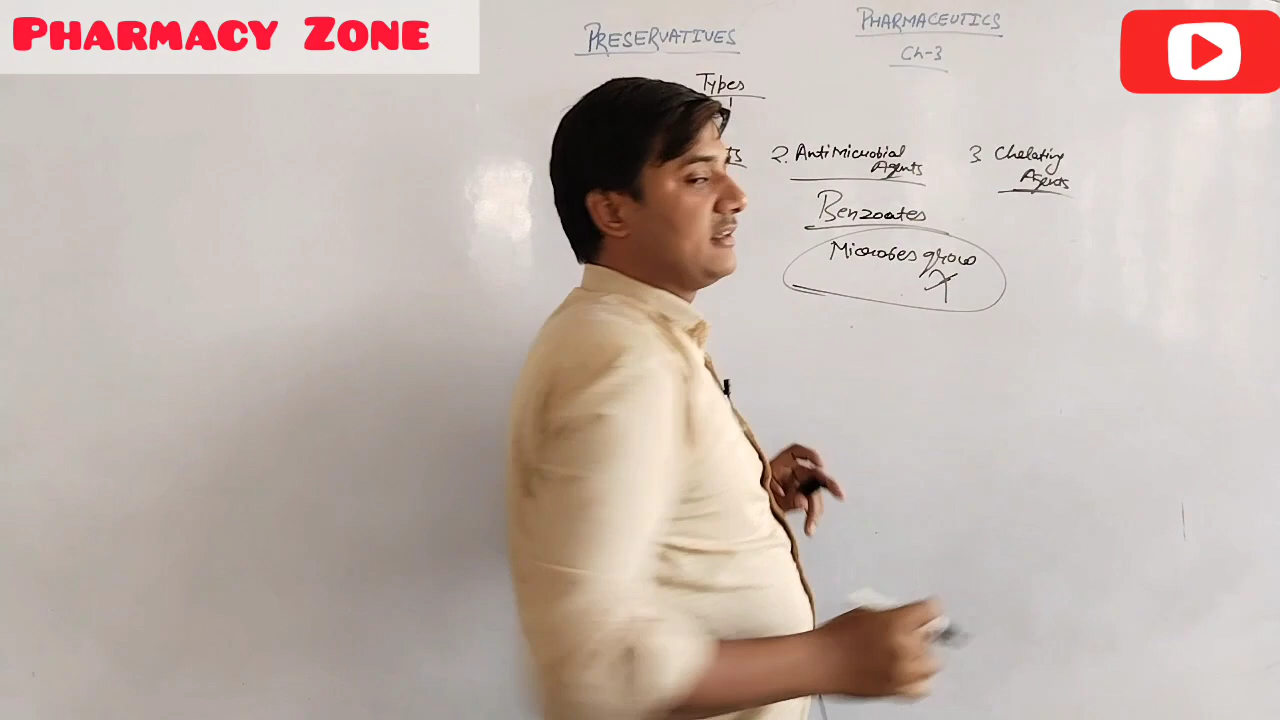 PHARMACY ZONE
PRESERVATIVES
PHARMACEUTICS
Ch-3
Types
2. AntiMicrobial
Agents
3 Chelating
Agents
Benzoates
Microbes grow
X